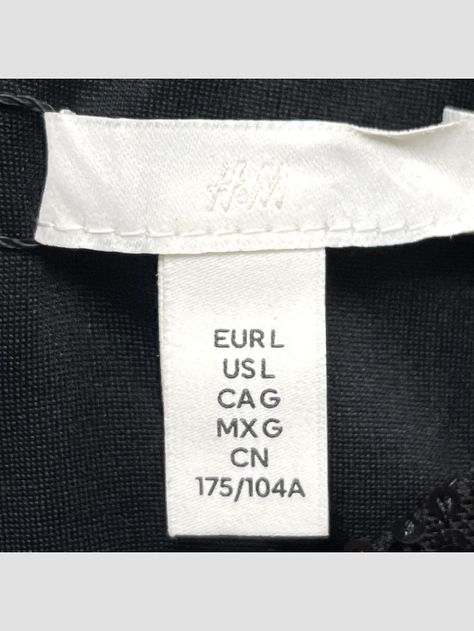 H&M
EUR L
US L
CA G
MX G
CN
175/104A